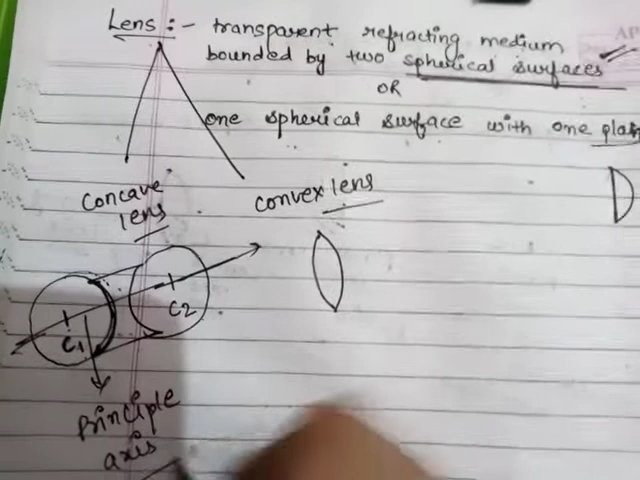 Lens :- transparent refracting medium
bounded by two spherical surfaces
OR
one spherical surface with one
concave
lens
convex lens
C1
C2
Principle
axis